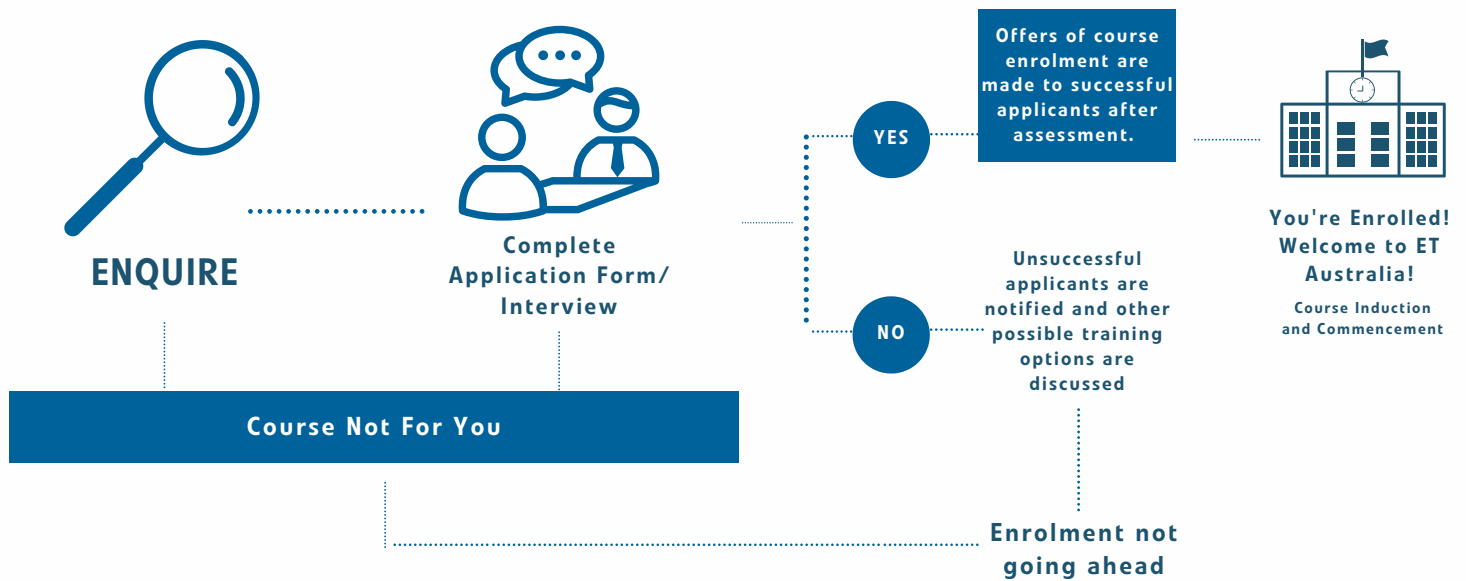 ENQUIRE
Complete
Application Form/
Interview
YES
Offers of course
enrolment are
made to successful
applicants after
assessment.
You're Enrolled!
Welcome to ET
Australia!
Course Induction
and Commencement
NO
Unsuccessful
applicants are
notified and other
possible training
options are
discussed
Course Not For You
Enrolment not
going ahead